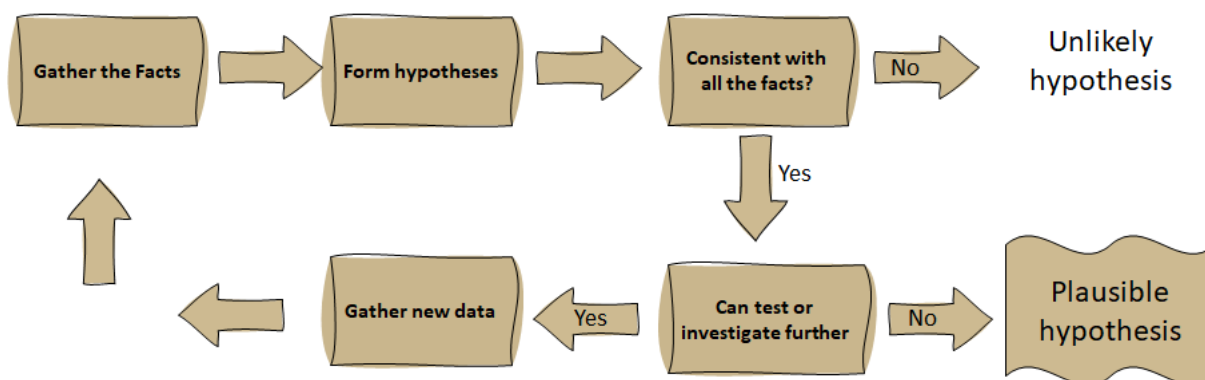 Gather the Facts
Form hypotheses
Consistent with
all the facts?
No
Unlikely
hypothesis
Yes
Gather new data
Yes
Can test or
investigate further
No
Plausible
hypothesis